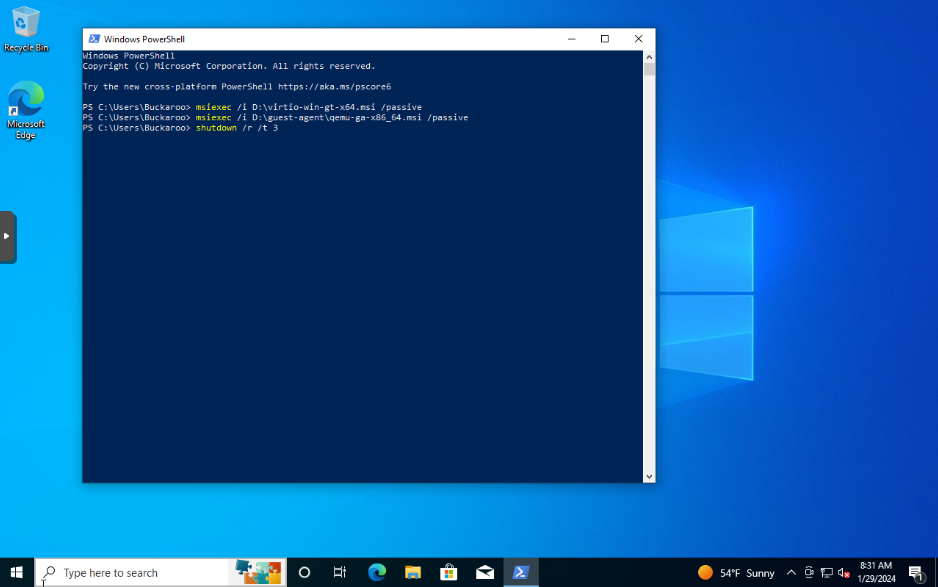 Recycle Bin
Microsoft
Edge
Windows PowerShell
Windows PowerShell
Copyright (C) Microsoft Corporation. All rights reserved.
Try the new cross-platform PowerShell https://aka.ms/pscore6
PS C:\Users\Buckaroo> msiexec /i D:\virtio-win-gt-x64.msi /passive
PS C:\Users\Buckaroo> msiexec /i D:\guest-agent\qemu-ga-x86_64.msi /passive
PS C:\Users\Buckaroo> shutdown /r /t 3
Type here to search
54°F Sunny
8:31 AM
1/29/2024
1